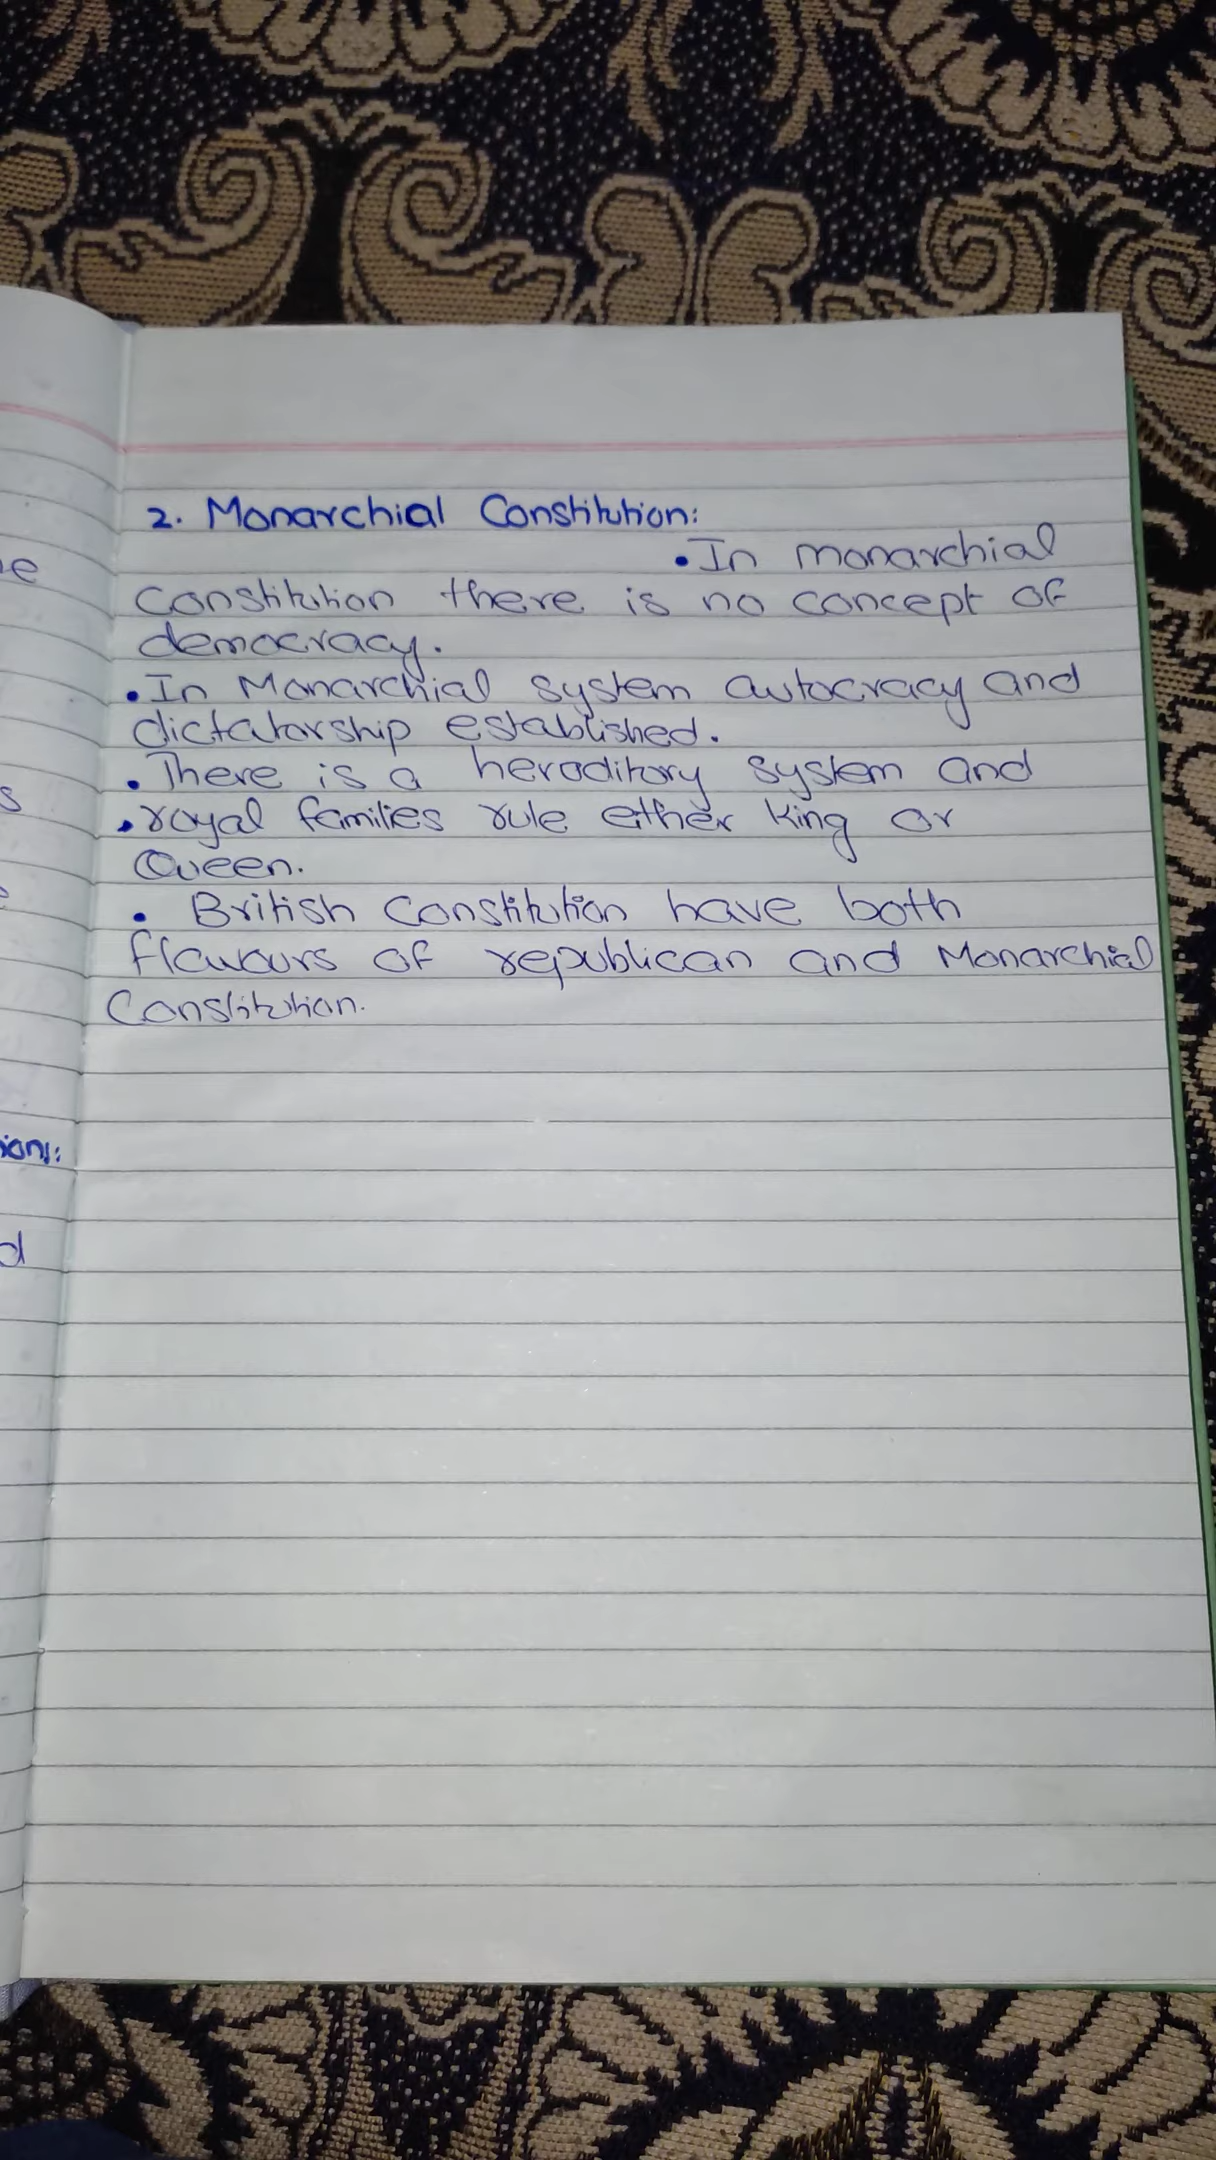 2. Monarchial Constitution:
• In monarchial
Constitution there is no concept of
democracy.
• In Monarchial system autocracy and
dictatorship established.
• There is a heroditory system and
• royal families rule either King or
Queen.
• British Constitution have both
flavours of republican and Monarchial
Constitution.